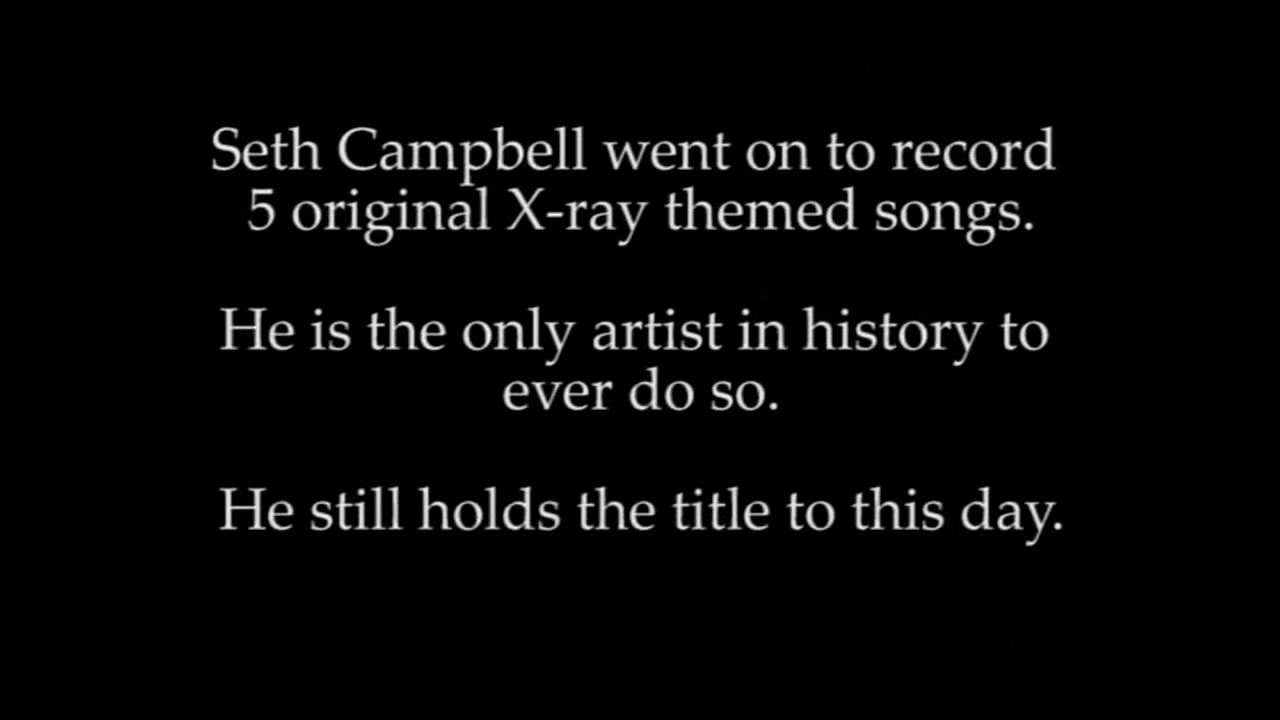 Seth Campbell went on to record
5 original X-ray themed songs.
He is the only artist in history to
ever do so.
He still holds the title to this day.